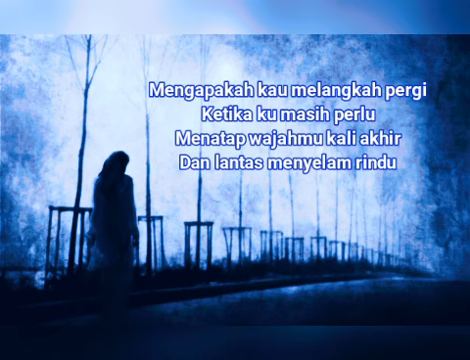 Mengapakah kau melangkah pergi
Ketika ku masih perlu
Menatap wajahmu kali akhir
Dan lantas menyelam rindu